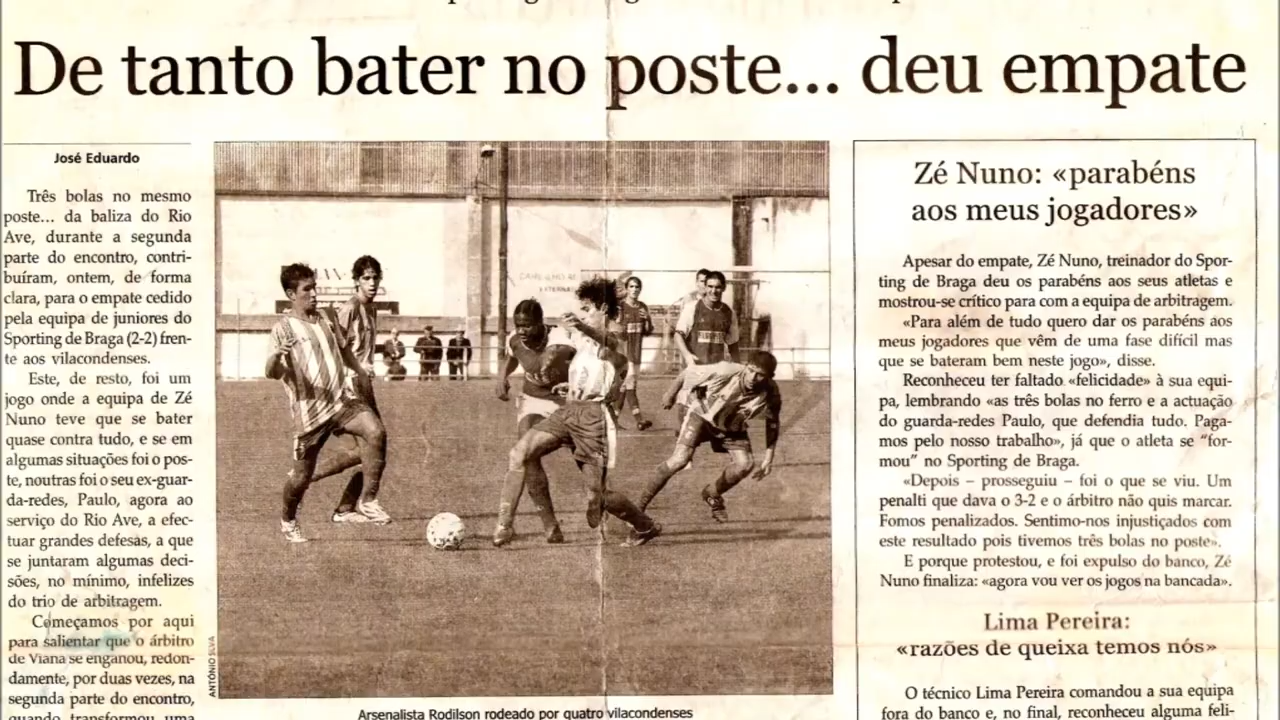 De tanto bater no poste... deu empate
José Eduardo
Três bolas no mesmo
poste... da baliza do Rio
Ave, durante a segunda
parte do encontro, contri-
buíram, ontem, de forma
clara, para o empate cedido
pela equipa de juniores do
Sporting de Braga (2-2) fren-
te aos vilacondenses.
Este, de resto, foi um
jogo onde a equipa de Zé
Nuno teve que se bater
quase contra tudo, e se em
algumas situações foi o pos-
te, noutras foi o seu ex-guar-
da-redes, Paulo, agora ao
serviço do Rio Ave, a efec-
tuar grandes defesas, a que
se juntaram algumas deci-
sões, no mínimo, infelizes
do trio de arbitragem.
Começamos por aqui
para salientar que o árbitro
de Viana se enganou, redon-
damente, por duas vezes, na
segunda parte do encontro,
quando transformou uma
ANTÓNIO SILVA
Arsenalista Rodilson rodeado por quatro vilacondenses
Zé Nuno: «parabéns
aos meus jogadores»
Apesar do empate, Zé Nuno, treinador do Spor-
ting de Braga deu os parabéns aos seus atletas e
mostrou-se crítico para com a equipa de arbitragem.
«Para além de tudo quero dar os parabéns aos
meus jogadores que vêm de uma fase difícil mas
que se bateram bem neste jogo», disse.
Reconheceu ter faltado «felicidade» à sua equi-
pa, lembrando «as três bolas no ferro e a actuação
do guarda-redes Paulo, que defendia tudo. Paga-
mos pelo nosso trabalho», já que o atleta se "for-
mou" no Sporting de Braga.
«Depois – prosseguiu – foi o que se viu. Um
penalti que dava o 3-2 e o árbitro não quis marcar.
Fomos penalizados. Sentimo-nos injustiçados com
este resultado pois tivemos três bolas no poste».
E porque protestou, e foi expulso do banco, Zé
Nuno finaliza: «agora vou ver os jogos na bancada».
Lima Pereira:
«razões de queixa temos nós»
O técnico Lima Pereira comandou a sua equipa
fora do banco e, no final, reconheceu alguma feli-